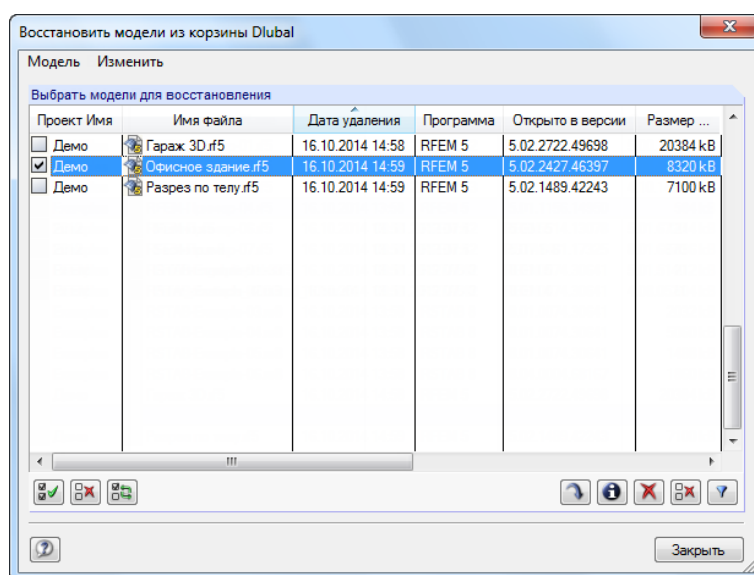 Восстановить модели из корзины Dlubal
Модель Изменить
Выбрать модели для восстановления
Проект Имя Имя файла Дата удаления Программа Открыто в версии Размер ...
Демо Гараж 3D.rf5 16.10.2014 14:58 RFEM 5 5.02.2722.49698 20384 kB
Демо Офисное здание.rf5 16.10.2014 14:59 RFEM 5 5.02.2427.46397 8320 kB
Демо Разрез по телу.rf5 16.10.2014 14:59 RFEM 5 5.02.1489.42243 7100 kB
Закрыть